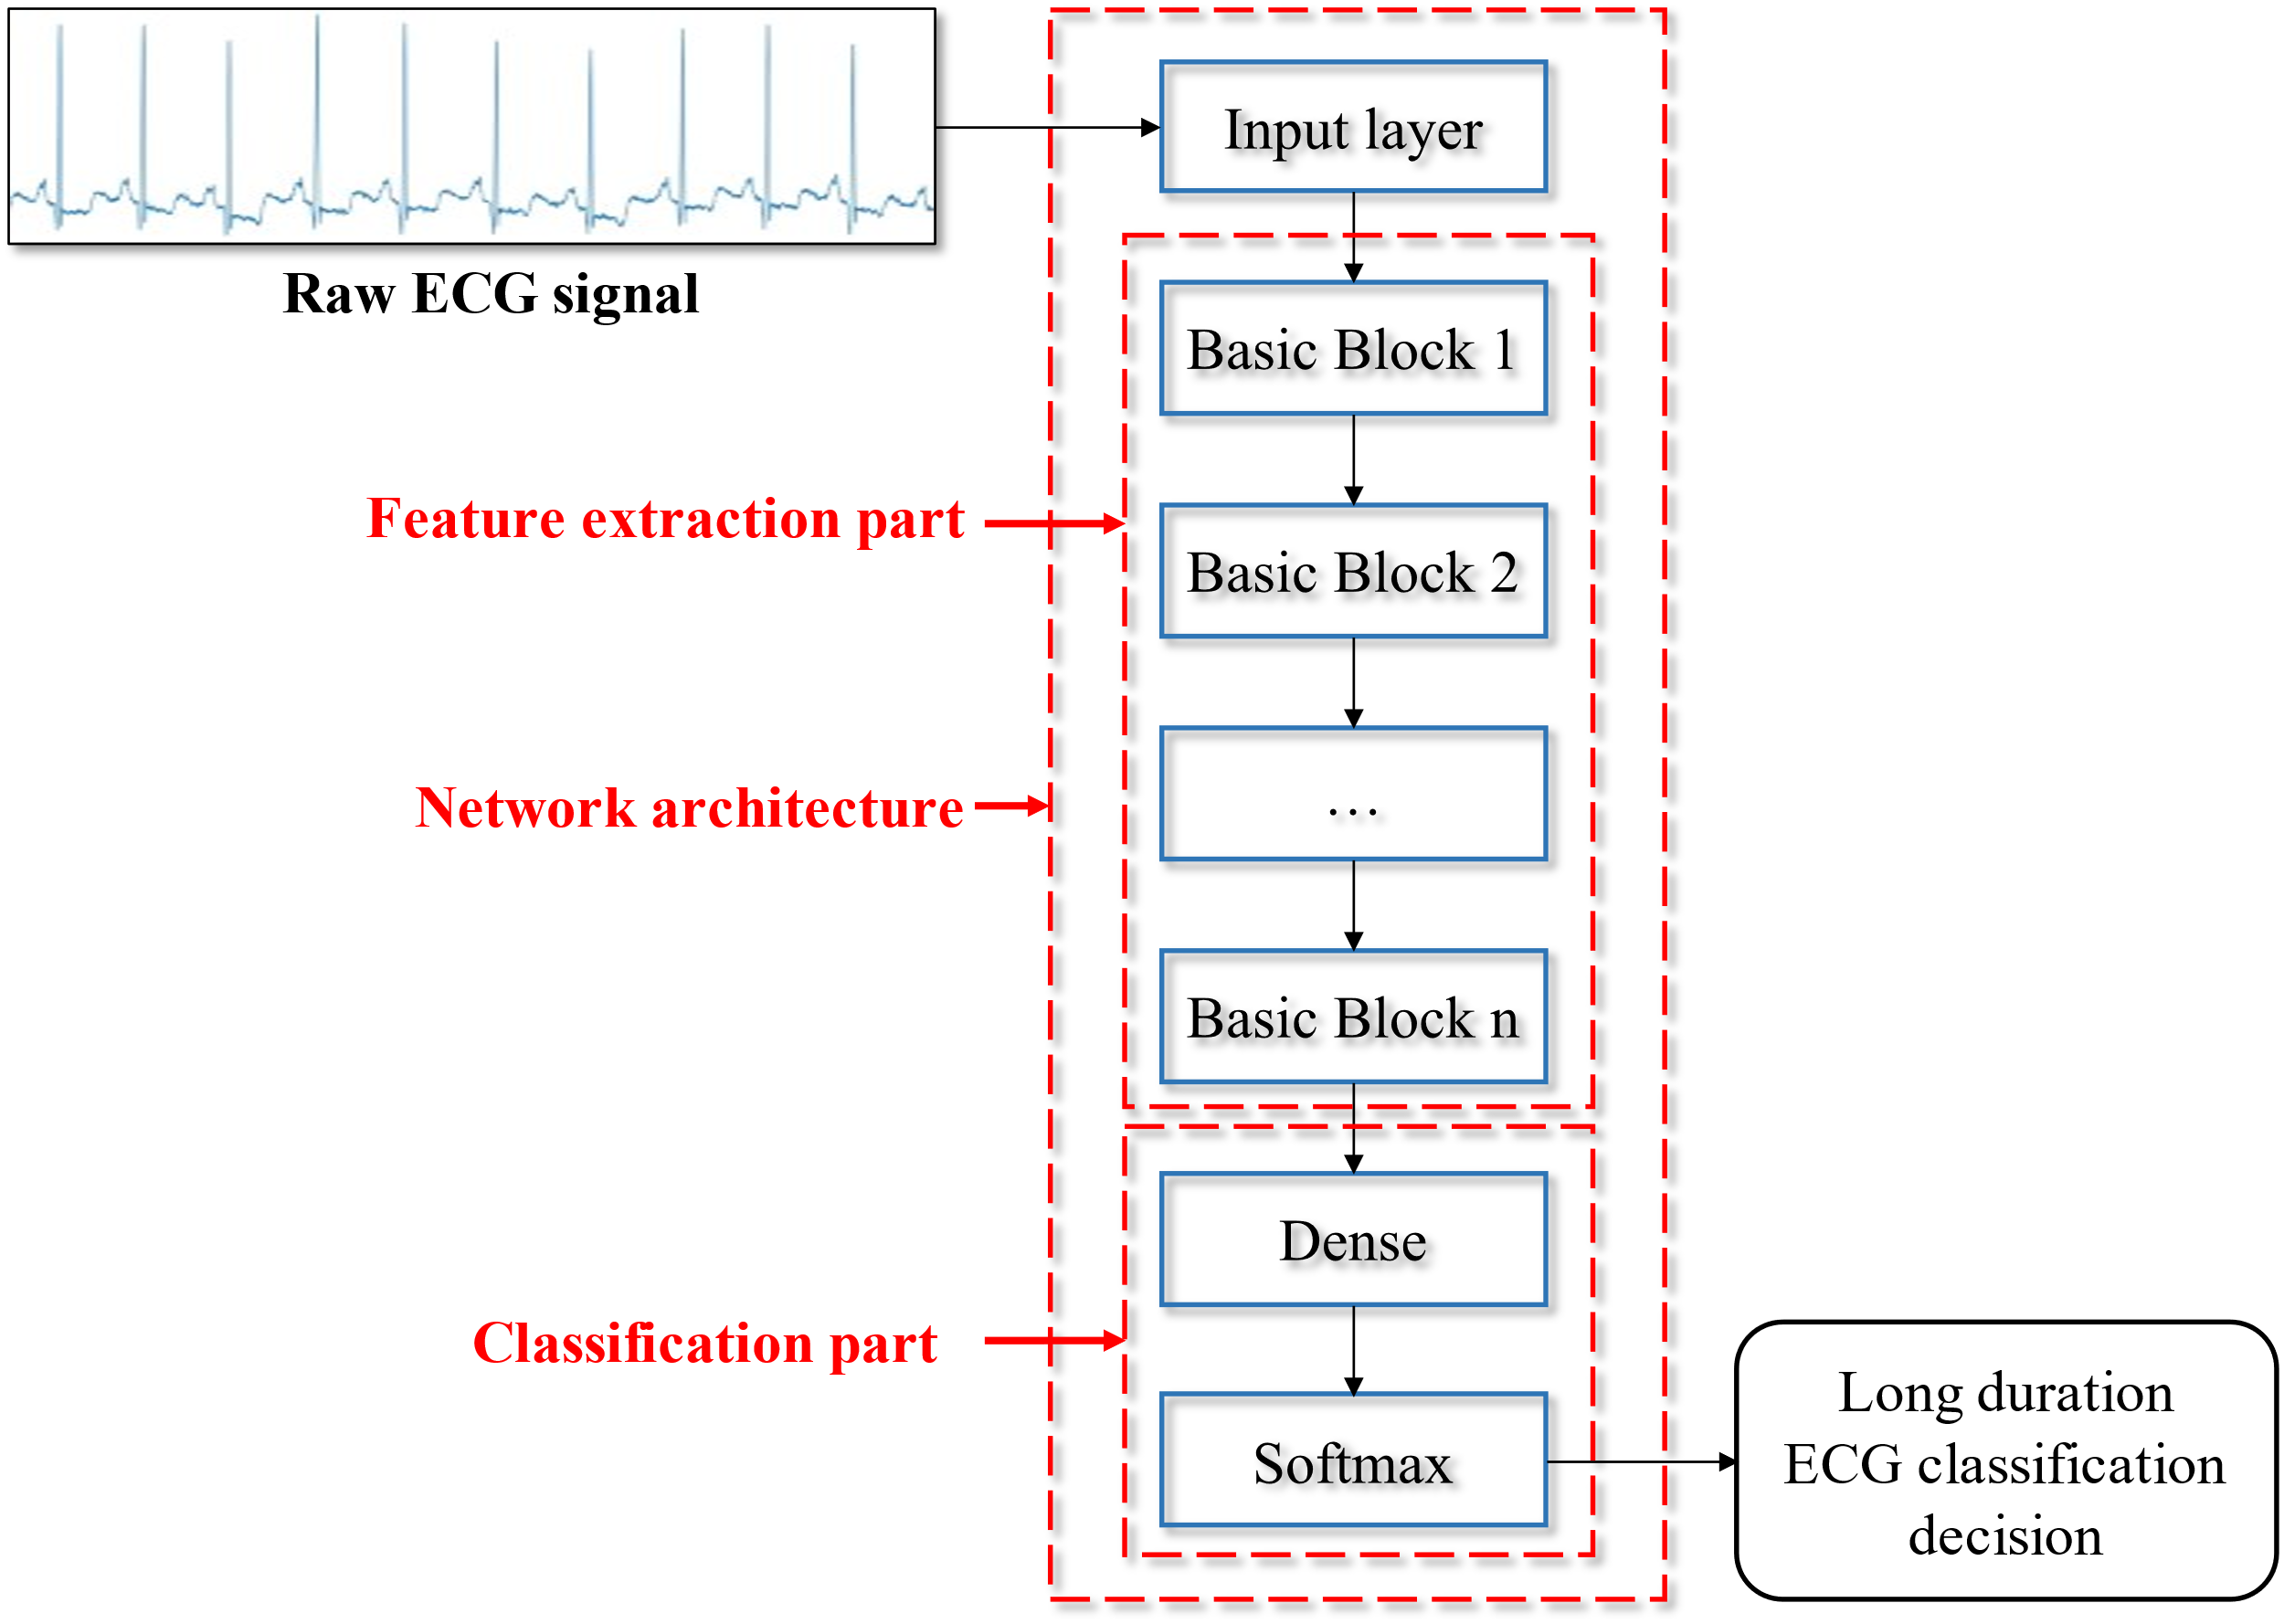 Raw ECG signal
Input layer
Basic Block 1
Feature extraction part
Basic Block 2
Network architecture
…
Basic Block n
Dense
Classification part
Softmax
Long duration
ECG classification
decision